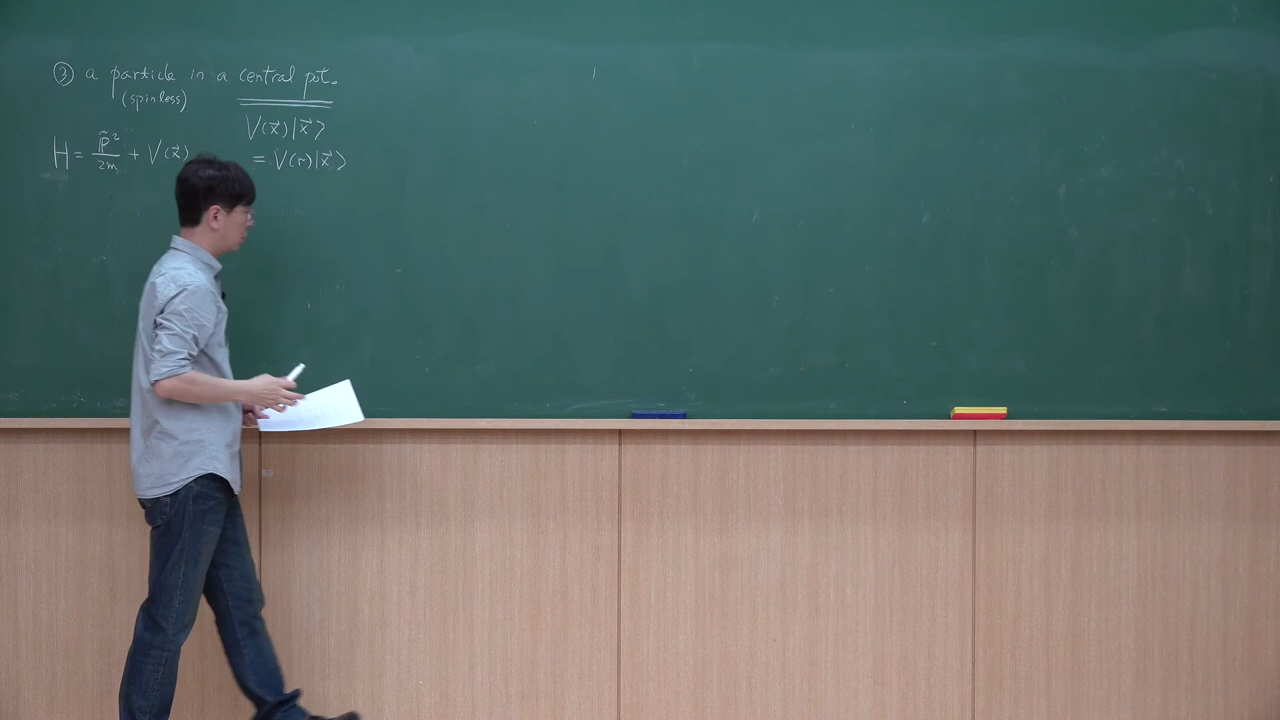 ③ a particle in a central pot.
(spinless)
V(x⃗)|x⃗⟩
H = P⃗²/2m + V(x⃗)
= V(r)|x⃗⟩